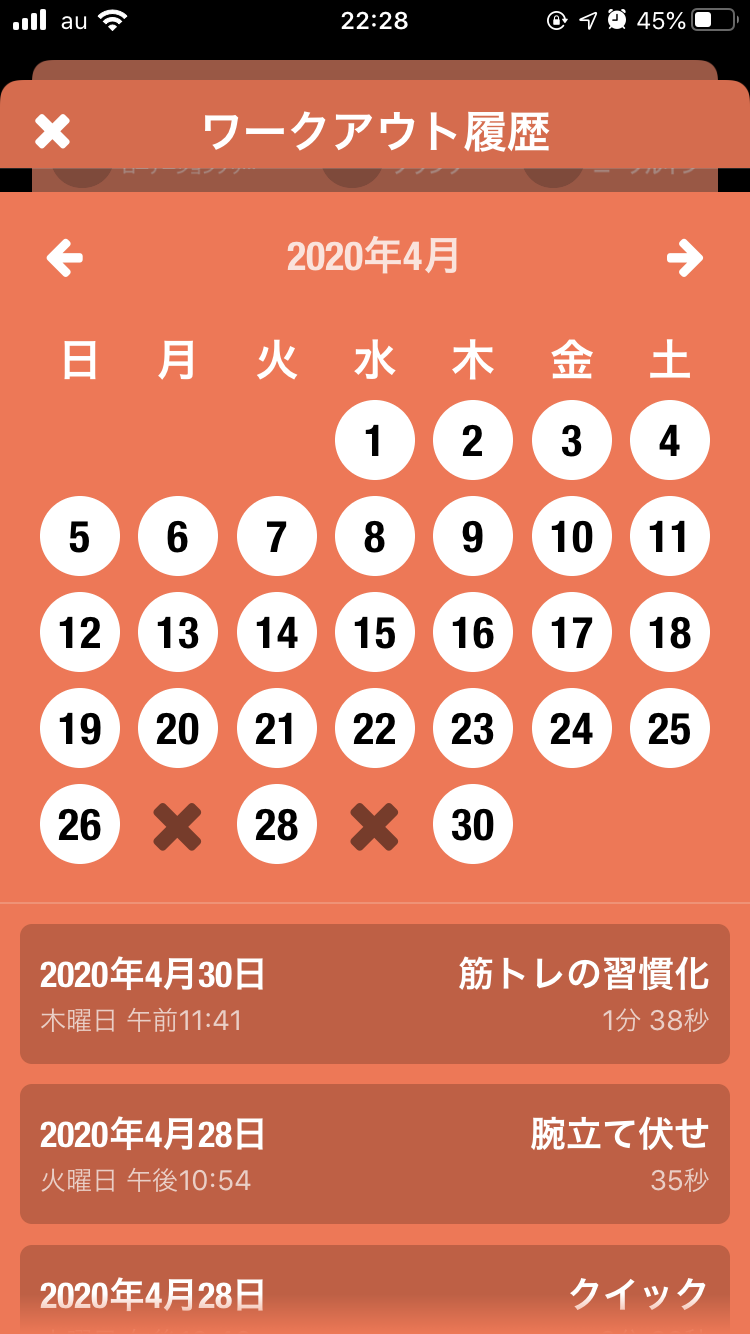 au 22:28 45%
ワークアウト履歴
2020年4月
日 月 火 水 木 金 土
1 2 3 4
5 6 7 8 9 10 11
12 13 14 15 16 17 18
19 20 21 22 23 24 25
26 28 30
2020年4月30日 筋トレの習慣化
木曜日 午前11:41 1分 38秒
2020年4月28日 腕立て伏せ
火曜日 午後10:54 35秒
2020年4月28日 クイック